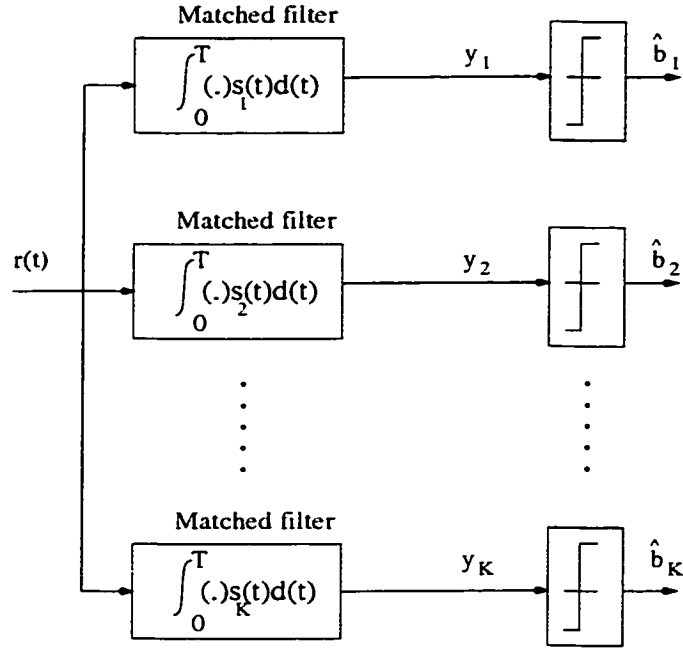 Matched filter
∫₀ᵀ (.)s₁(t)d(t)
y₁
b̂₁
Matched filter
r(t)
∫₀ᵀ (.)s₂(t)d(t)
y₂
b̂₂
Matched filter
∫₀ᵀ (.)s_K(t)d(t)
y_K
b̂_K